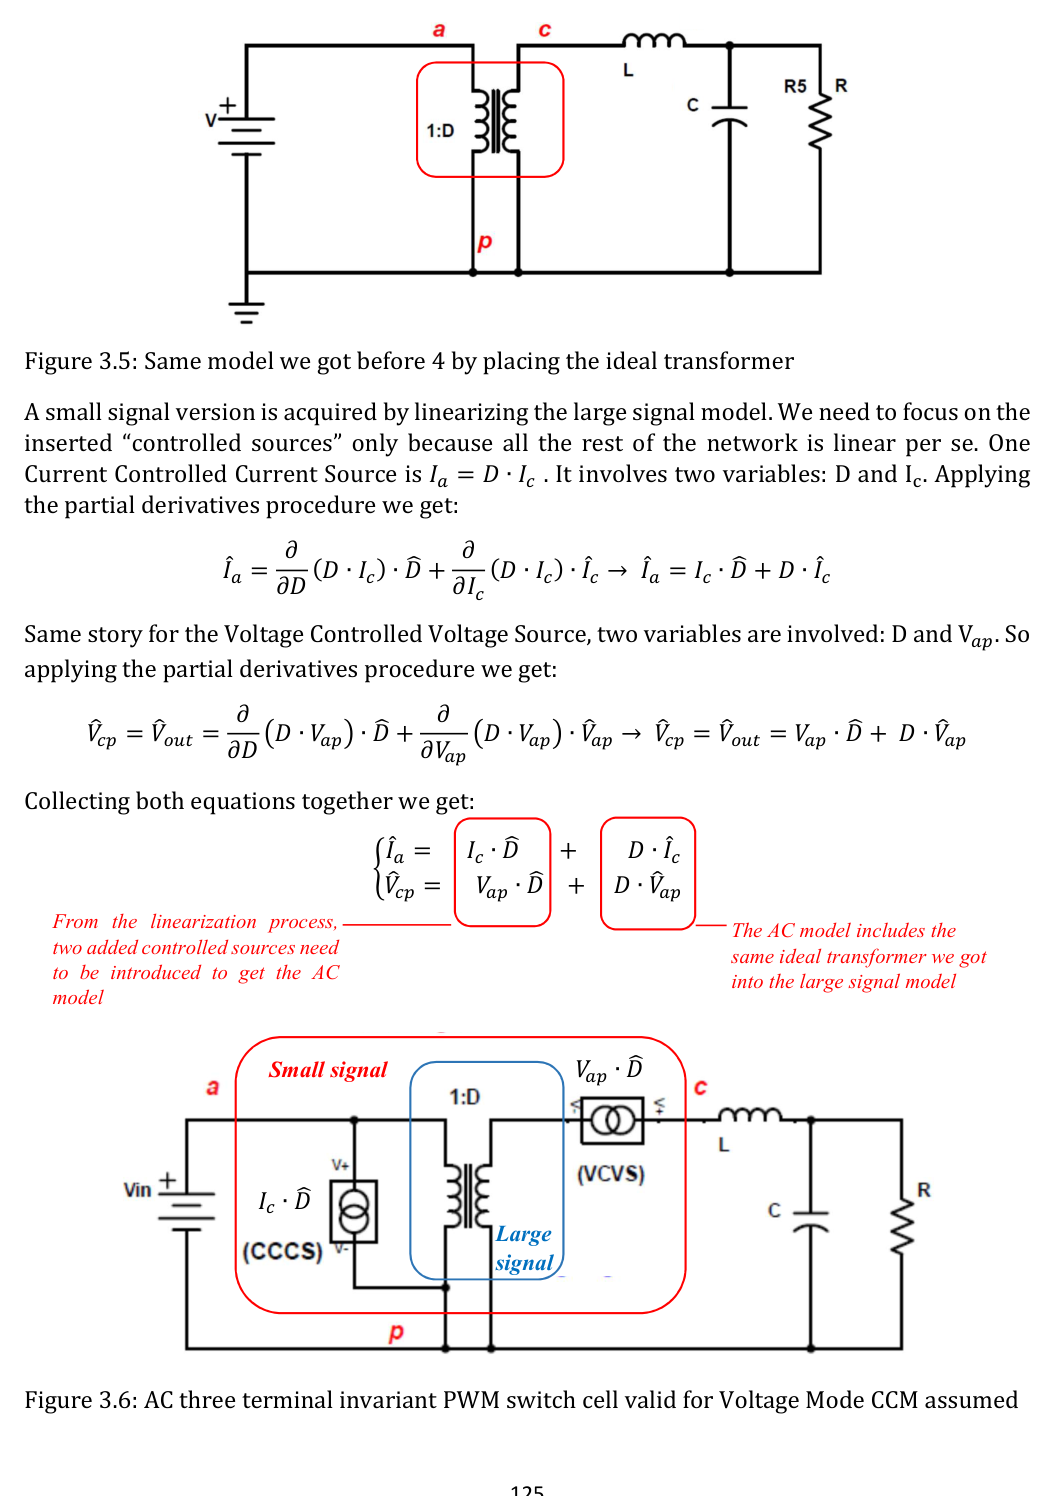 a c
L
R5 R
C
V +
1:D
p
Figure 3.5: Same model we got before 4 by placing the ideal transformer
A small signal version is acquired by linearizing the large signal model. We need to focus on the
inserted “controlled sources” only because all the rest of the network is linear per se. One
Current Controlled Current Source is I_a = D · I_c . It involves two variables: D and I_c. Applying
the partial derivatives procedure we get:
Î_a = ∂/∂D (D · I_c) · D̂ + ∂/∂I_c (D · I_c) · Î_c → Î_a = I_c · D̂ + D · Î_c
Same story for the Voltage Controlled Voltage Source, two variables are involved: D and V_ap. So
applying the partial derivatives procedure we get:
V̂_cp = V̂_out = ∂/∂D (D · V_ap) · D̂ + ∂/∂V_ap (D · V_ap) · V̂_ap → V̂_cp = V̂_out = V_ap · D̂ + D · V̂_ap
Collecting both equations together we get:
{ Î_a = I_c · D̂ + D · Î_c
V̂_cp = V_ap · D̂ + D · V̂_ap
From the linearization process,
two added controlled sources need
to be introduced to get the AC
model
The AC model includes the
same ideal transformer we got
into the large signal model
Small signal
V_ap · D̂
a
1:D
V-
V+
c
L
V+
(VCVS)
Vin +
I_c · D̂
C
R
Large
signal
(CCCS)
V-
p
Figure 3.6: AC three terminal invariant PWM switch cell valid for Voltage Mode CCM assumed
125